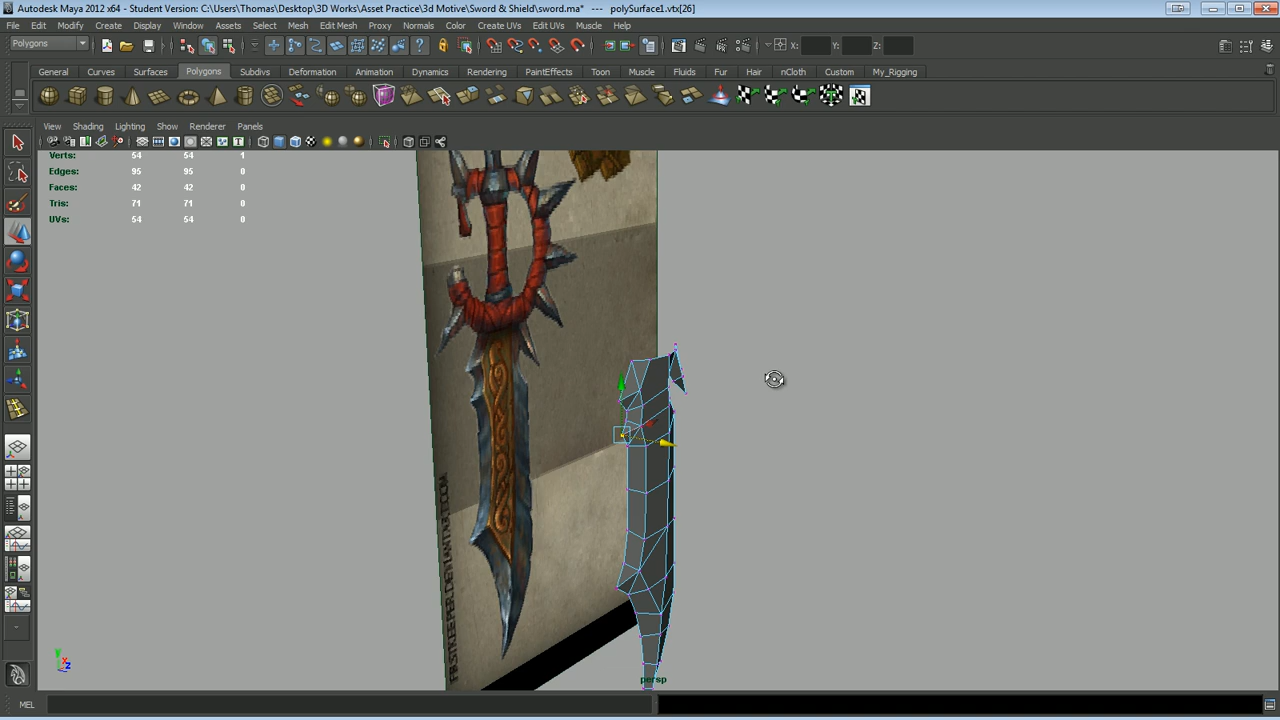 Autodesk Maya 2012 x64 - Student Version: C:\Users\Thomas\Desktop\3D Works\Asset Practice\3d Motive\Sword & Shield\sword.ma* --- polySurface1.vtx[26]
File Edit Modify Create Display Window Assets Select Mesh Edit Mesh Proxy Normals Color Create UVs Edit UVs Muscle Help
Polygons X: Y: Z:
General Curves Surfaces Polygons Subdivs Deformation Animation Dynamics Rendering PaintEffects Toon Muscle Fluids Fur Hair nCloth Custom My_Rigging
View Shading Lighting Show Renderer Panels
Verts: 54 54 1
Edges: 95 95 0
Faces: 42 42 0
Tris: 71 71 0
UVs: 54 54 0
FIRSTKEEPER.DEVIANTART.COM
persp
MEL